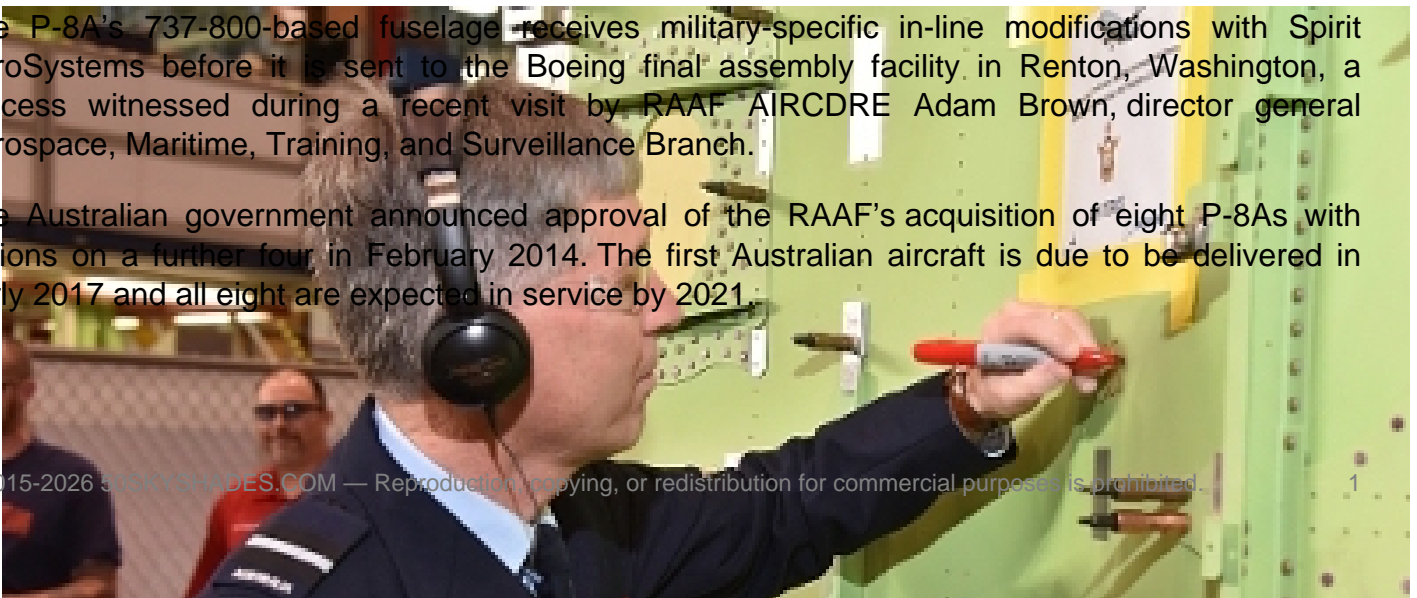 e P-8A’s 737-800-based fuselage receives military-specific in-line modifications with Spirit
roSystems before it is sent to the Boeing final assembly facility in Renton, Washington, a
cess witnessed during a recent visit by RAAF AIRCDRE Adam Brown, director general
rospace, Maritime, Training, and Surveillance Branch.
e Australian government announced approval of the RAAF’s acquisition of eight P-8As with
ions on a further four in February 2014. The first Australian aircraft is due to be delivered in
rly 2017 and all eight are expected in service by 2021.
015-2026 50SKYSHADES.COM — Reproduction, copying, or redistribution for commercial purposes is prohibited. 1